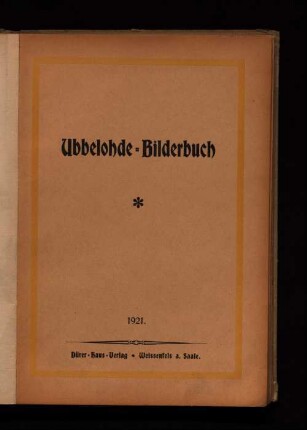 Ubbelohde-Bilderbuch
*
1921.
Dürer-Haus-Verlag • Weissenfels a. Saale.